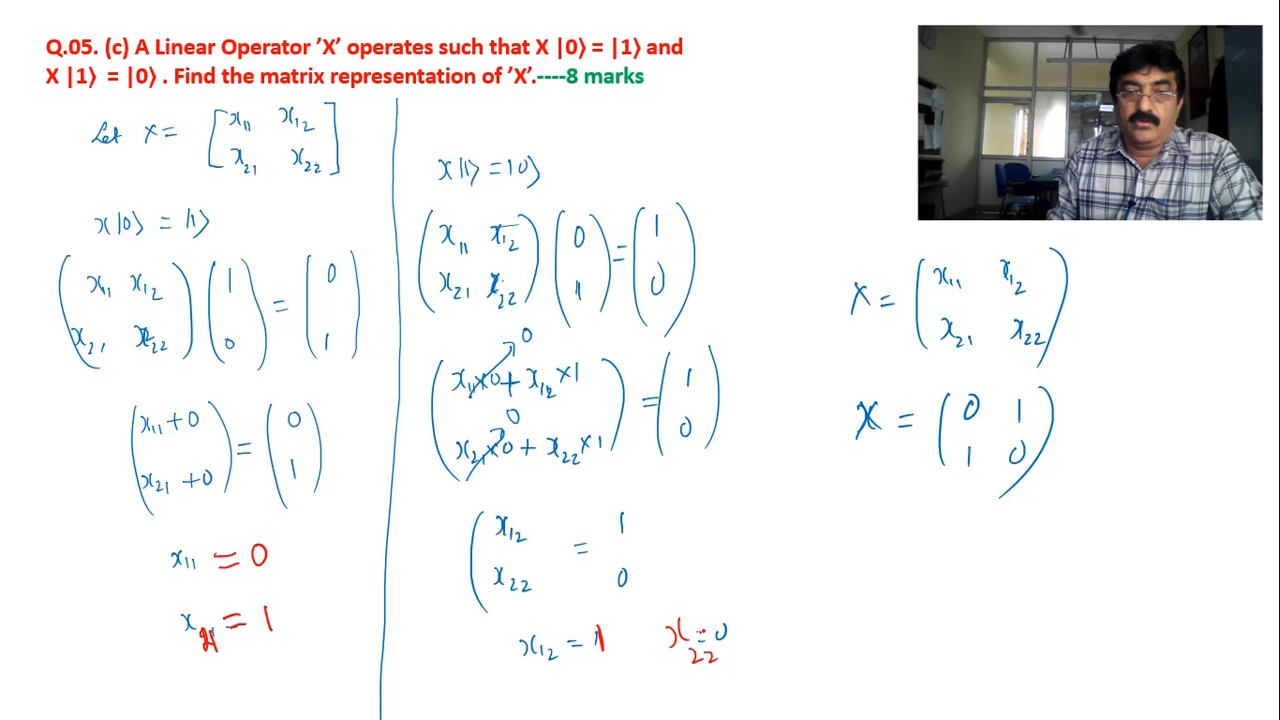 Q.05. (c) A Linear Operator ’X’ operates such that X |0⟩ = |1⟩ and
X |1⟩ = |0⟩ . Find the matrix representation of ‘X’.----8 marks
Let X = [ x11 x12
x21 x22 ]
x|0⟩ = |1⟩
( x11 x12 ) ( 1 ) = ( 0 )
( x21 x22 ) ( 0 ) ( 1 )
( x11 + 0 ) = ( 0 )
( x21 + 0 ) ( 1 )
x11 = 0
x21 = 1
x|1⟩ = |0⟩
( x11 x12 ) ( 0 ) = ( 1 )
( x21 x22 ) ( 1 ) ( 0 )
0
( x11×0 + x12×1 ) = ( 1 )
0
( x21×0 + x22×1 ) ( 0 )
( x12 = 1
x22 0
x12 = 1 x22 = 0
X = ( x11 x12 )
( x21 x22 )
X = ( 0 1 )
( 1 0 )